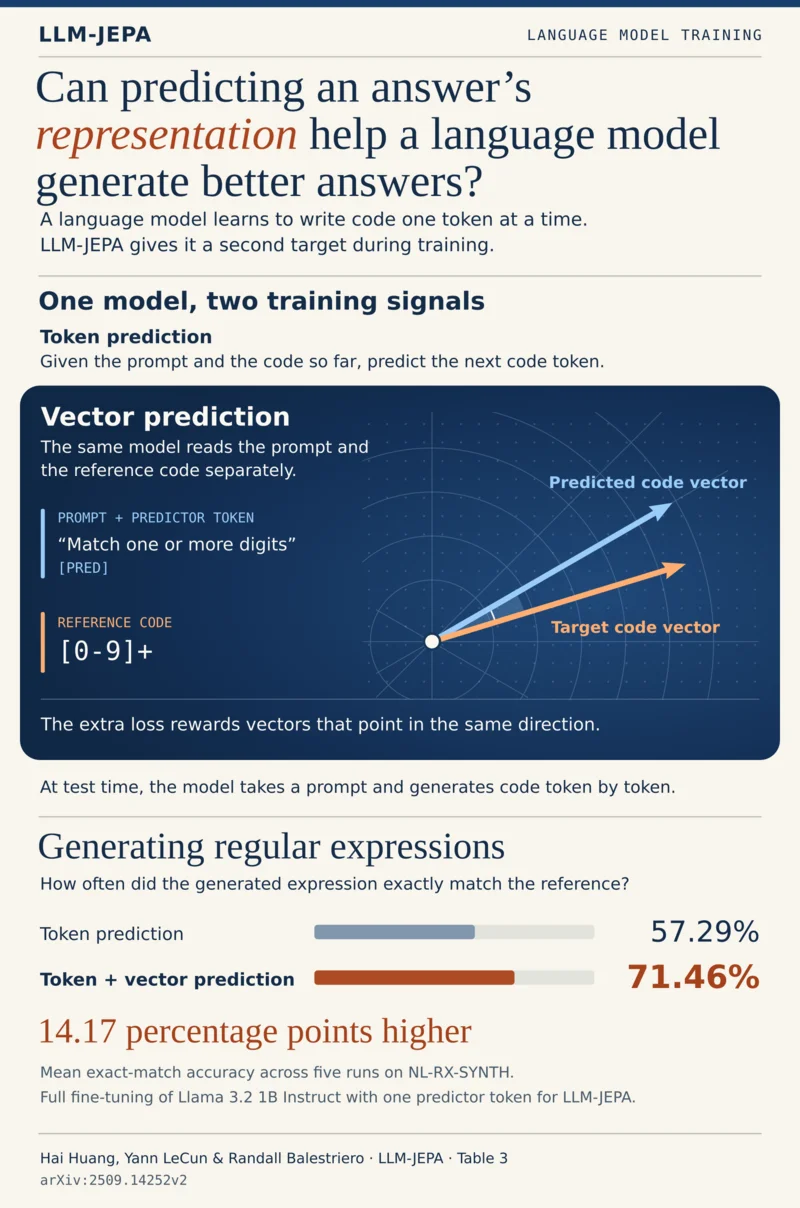 LLM-JEPA
LANGUAGE MODEL TRAINING
Can predicting an answer’s
representation help a language model
generate better answers?
A language model learns to write code one token at a time.
LLM-JEPA gives it a second target during training.
One model, two training signals
Token prediction
Given the prompt and the code so far, predict the next code token.
Vector prediction
The same model reads the prompt and
the reference code separately.
PROMPT + PREDICTOR TOKEN
“Match one or more digits”
[PRED]
REFERENCE CODE
[0-9]+
Predicted code vector
Target code vector
The extra loss rewards vectors that point in the same direction.
At test time, the model takes a prompt and generates code token by token.
Generating regular expressions
How often did the generated expression exactly match the reference?
Token prediction
57.29%
Token + vector prediction
71.46%
14.17 percentage points higher
Mean exact-match accuracy across five runs on NL-RX-SYNTH.
Full fine-tuning of Llama 3.2 1B Instruct with one predictor token for LLM-JEPA.
Hai Huang, Yann LeCun & Randall Balestriero · LLM-JEPA · Table 3
arXiv:2509.14252v2